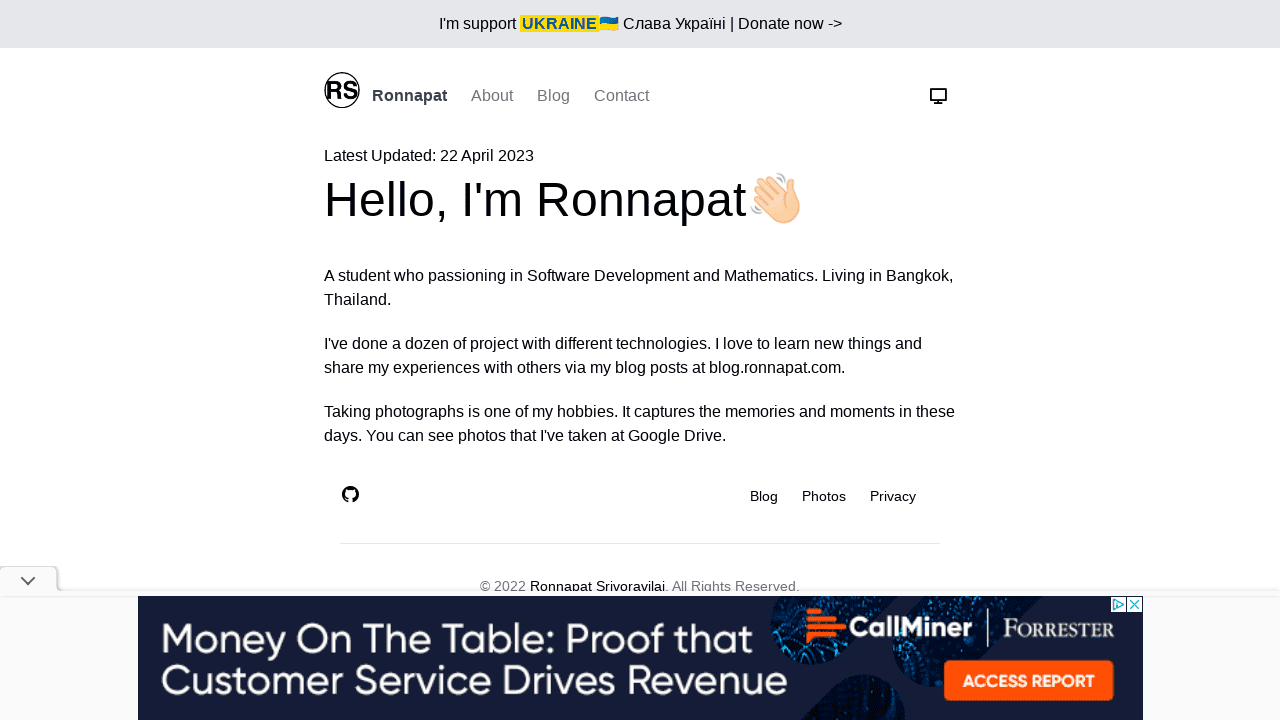 I'm support UKRAINE🇺🇦 Слава Україні | Donate now ->
RS Ronnapat About Blog Contact
Latest Updated: 22 April 2023
Hello, I'm Ronnapat👋🏻
A student who passioning in Software Development and Mathematics. Living in Bangkok,
Thailand.
I've done a dozen of project with different technologies. I love to learn new things and
share my experiences with others via my blog posts at blog.ronnapat.com.
Taking photographs is one of my hobbies. It captures the memories and moments in these
days. You can see photos that I've taken at Google Drive.
Blog Photos Privacy
© 2022 Ronnapat Srivoravilai. All Rights Reserved.
Money On The Table: Proof that
Customer Service Drives Revenue
CallMiner | FORRESTER
ACCESS REPORT